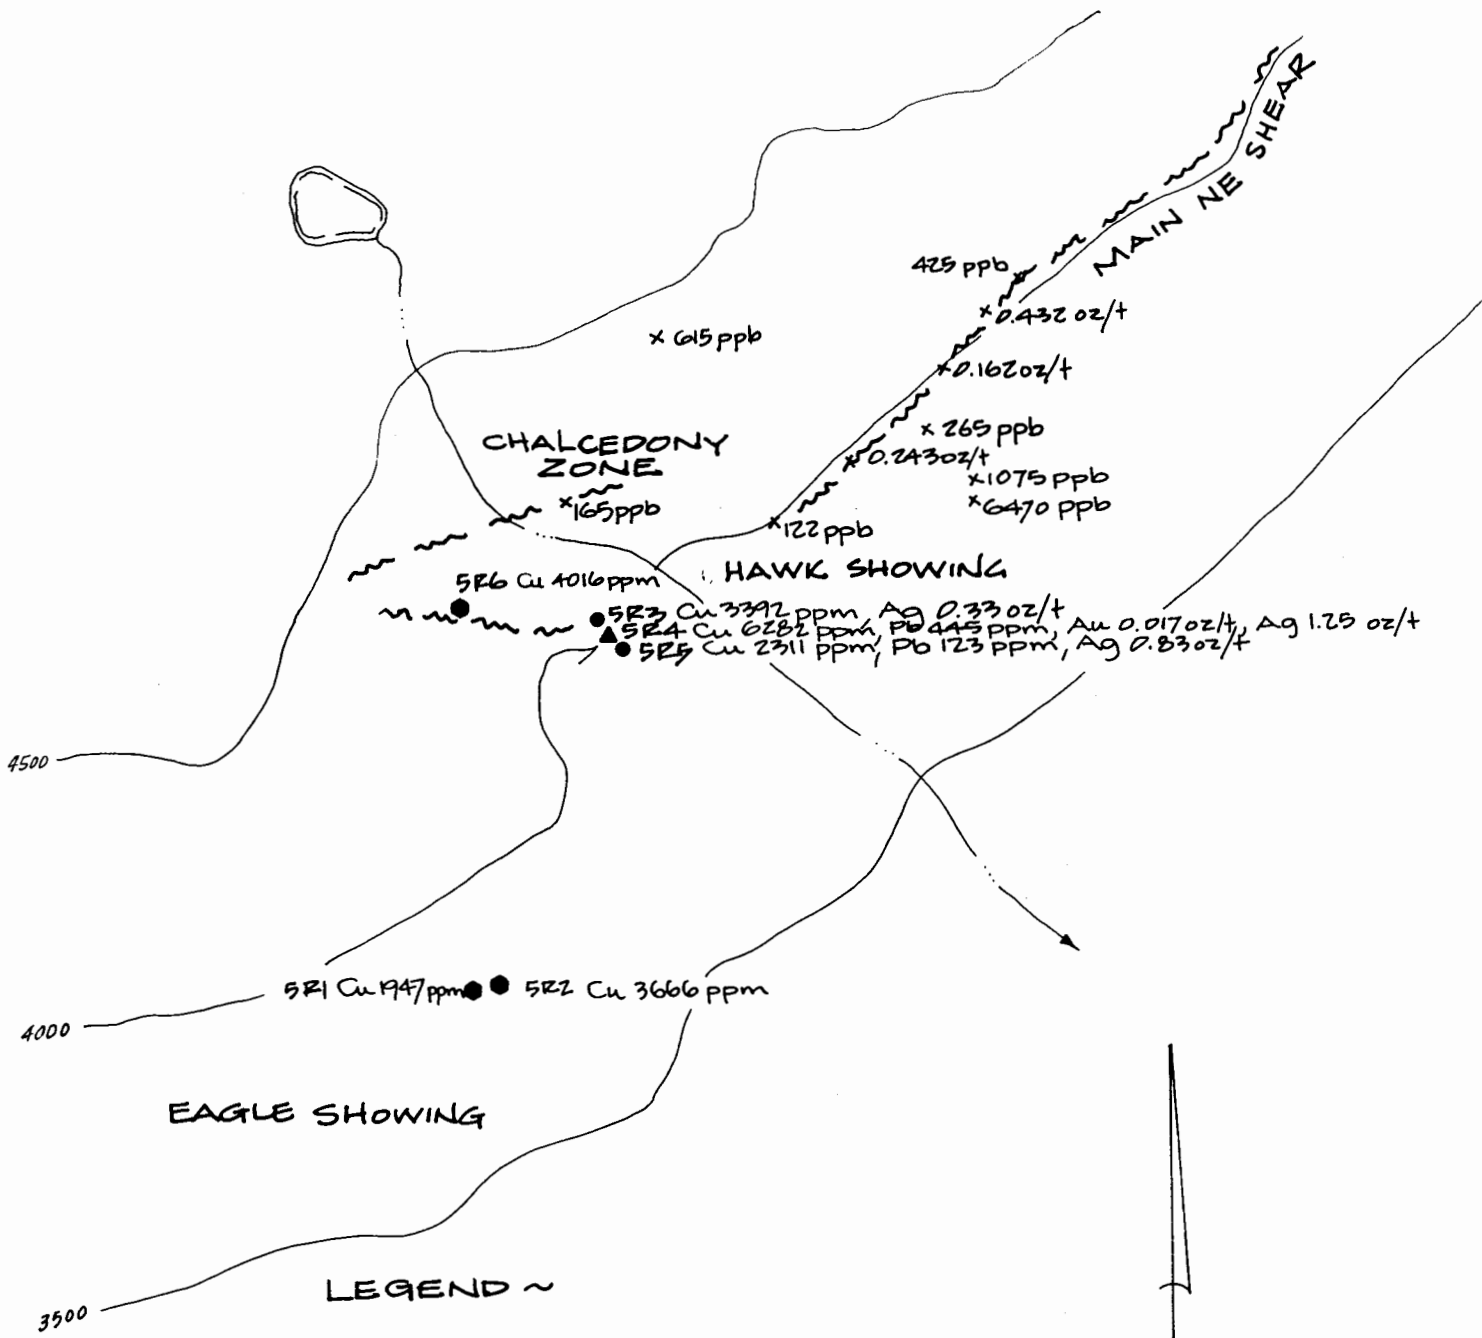 MAIN NE SHEAR
425 ppb
x 0.432 oz/t
x 615 ppb
x 0.162 oz/t
x 265 ppb
CHALCEDONY
ZONE
x 0.243 oz/t
x 1075 ppb
x 165 ppb
x 6470 ppb
x 122 ppb
HAWK SHOWING
5R6 Cu 4016 ppm
5R3 Cu 3392 ppm, Ag 0.33 oz/t
5R4 Cu 6282 ppm, Pb 445 ppm, Au 0.017 oz/t, Ag 1.25 oz/t
5R5 Cu 2311 ppm, Pb 123 ppm, Ag 0.83 oz/t
4500
5R1 Cu 1947 ppm
5R2 Cu 3666 ppm
4000
EAGLE SHOWING
LEGEND ~
3500